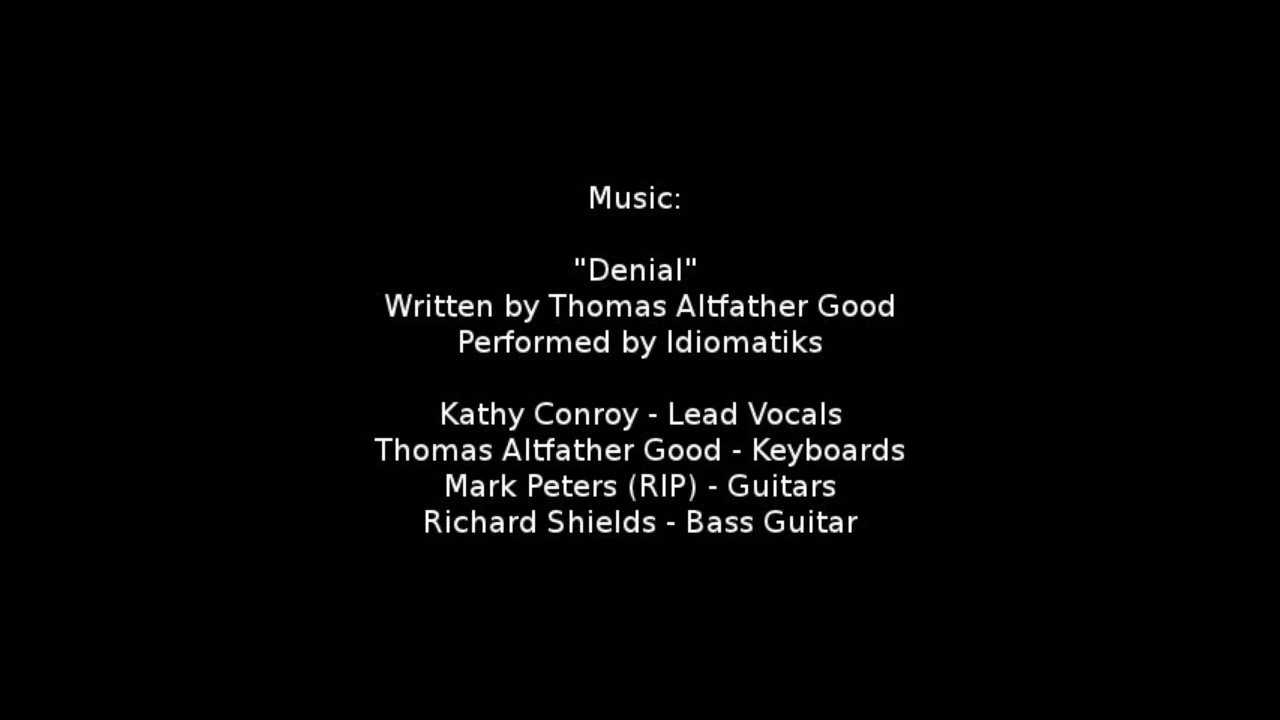 Music:
"Denial"
Written by Thomas Altfather Good
Performed by Idiomatiks
Kathy Conroy - Lead Vocals
Thomas Altfather Good - Keyboards
Mark Peters (RIP) - Guitars
Richard Shields - Bass Guitar